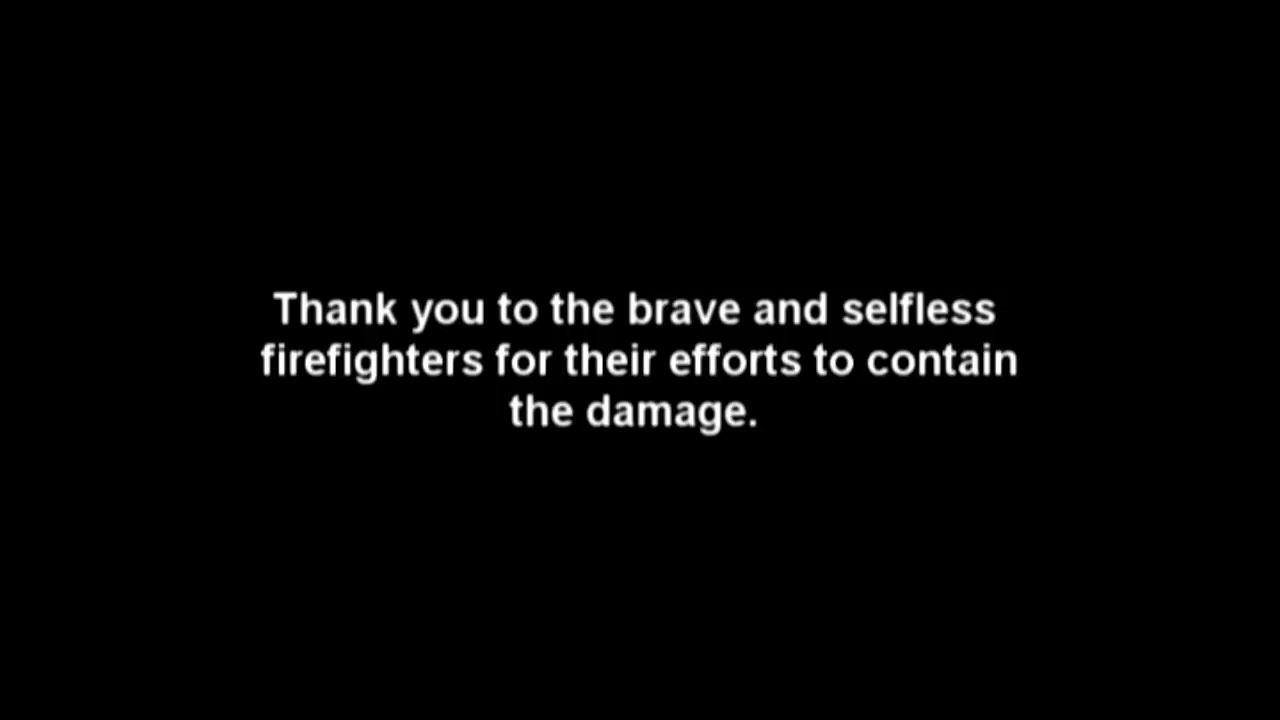 Thank you to the brave and selfless
firefighters for their efforts to contain
the damage.